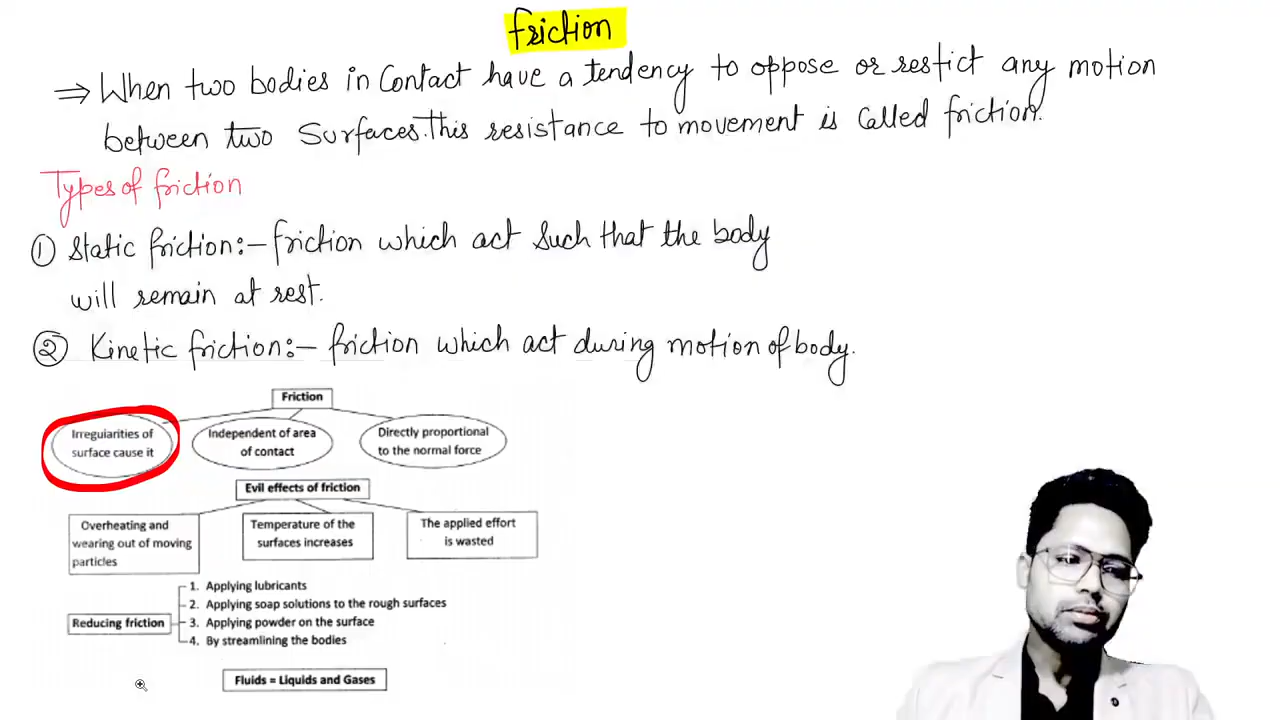 friction
⇒ When two bodies in Contact have a tendency to oppose or restict any motion
between two Surfaces. This resistance to movement is Called friction.
Types of friction
① Static friction:- friction which act Such that the body
will remain at rest.
② Kinetic friction:- friction which act during motion of body.
Friction
Irregularities of
surface cause it
Independent of area
of contact
Directly proportional
to the normal force
Evil effects of friction
Overheating and
wearing out of moving
particles
Temperature of the
surfaces increases
The applied effort
is wasted
Reducing friction
1. Applying lubricants
2. Applying soap solutions to the rough surfaces
3. Applying powder on the surface
4. By streamlining the bodies
Fluids = Liquids and Gases